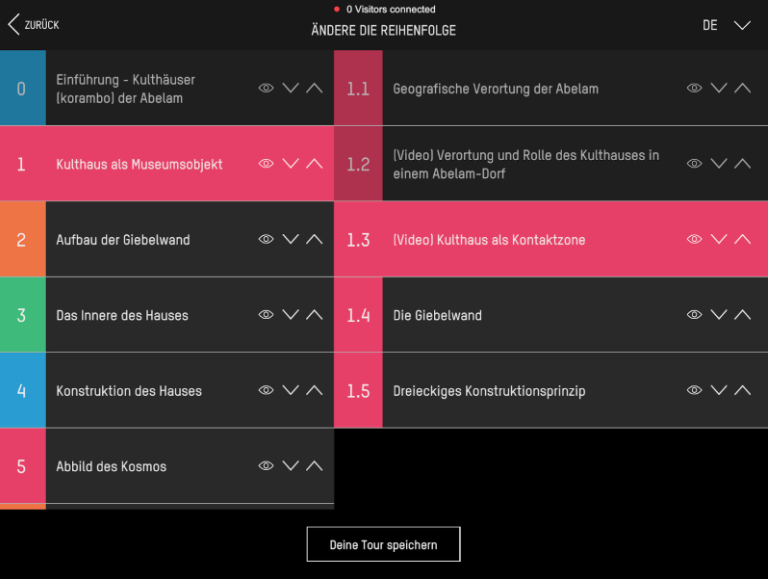 0 Visitors connected
ZURÜCK
ÄNDERE DIE REIHENFOLGE
DE
0
Einführung - Kulthäuser
(korambo) der Abelam
1
Kulthaus als Museumsobjekt
2
Aufbau der Giebelwand
3
Das Innere des Hauses
4
Konstruktion des Hauses
5
Abbild des Kosmos
1.1
Geografische Verortung der Abelam
1.2
(Video) Verortung und Rolle des Kulthauses in
einem Abelam-Dorf
1.3
(Video) Kulthaus als Kontaktzone
1.4
Die Giebelwand
1.5
Dreieckiges Konstruktionsprinzip
Deine Tour speichern